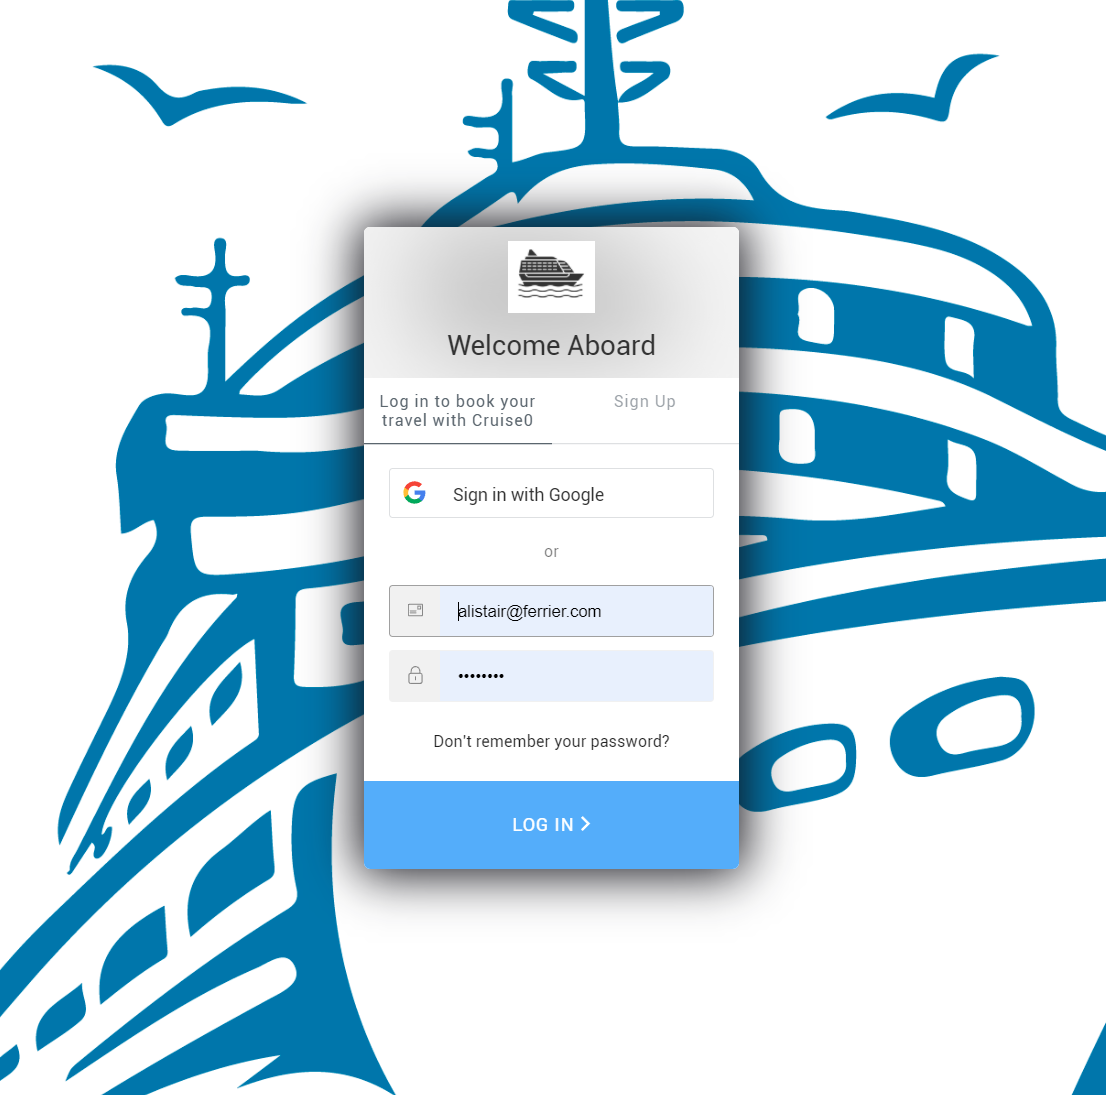 Welcome Aboard
Log in to book your
travel with Cruise0
Sign Up
Sign in with Google
or
alistair@ferrier.com
••••••••
Don't remember your password?
LOG IN